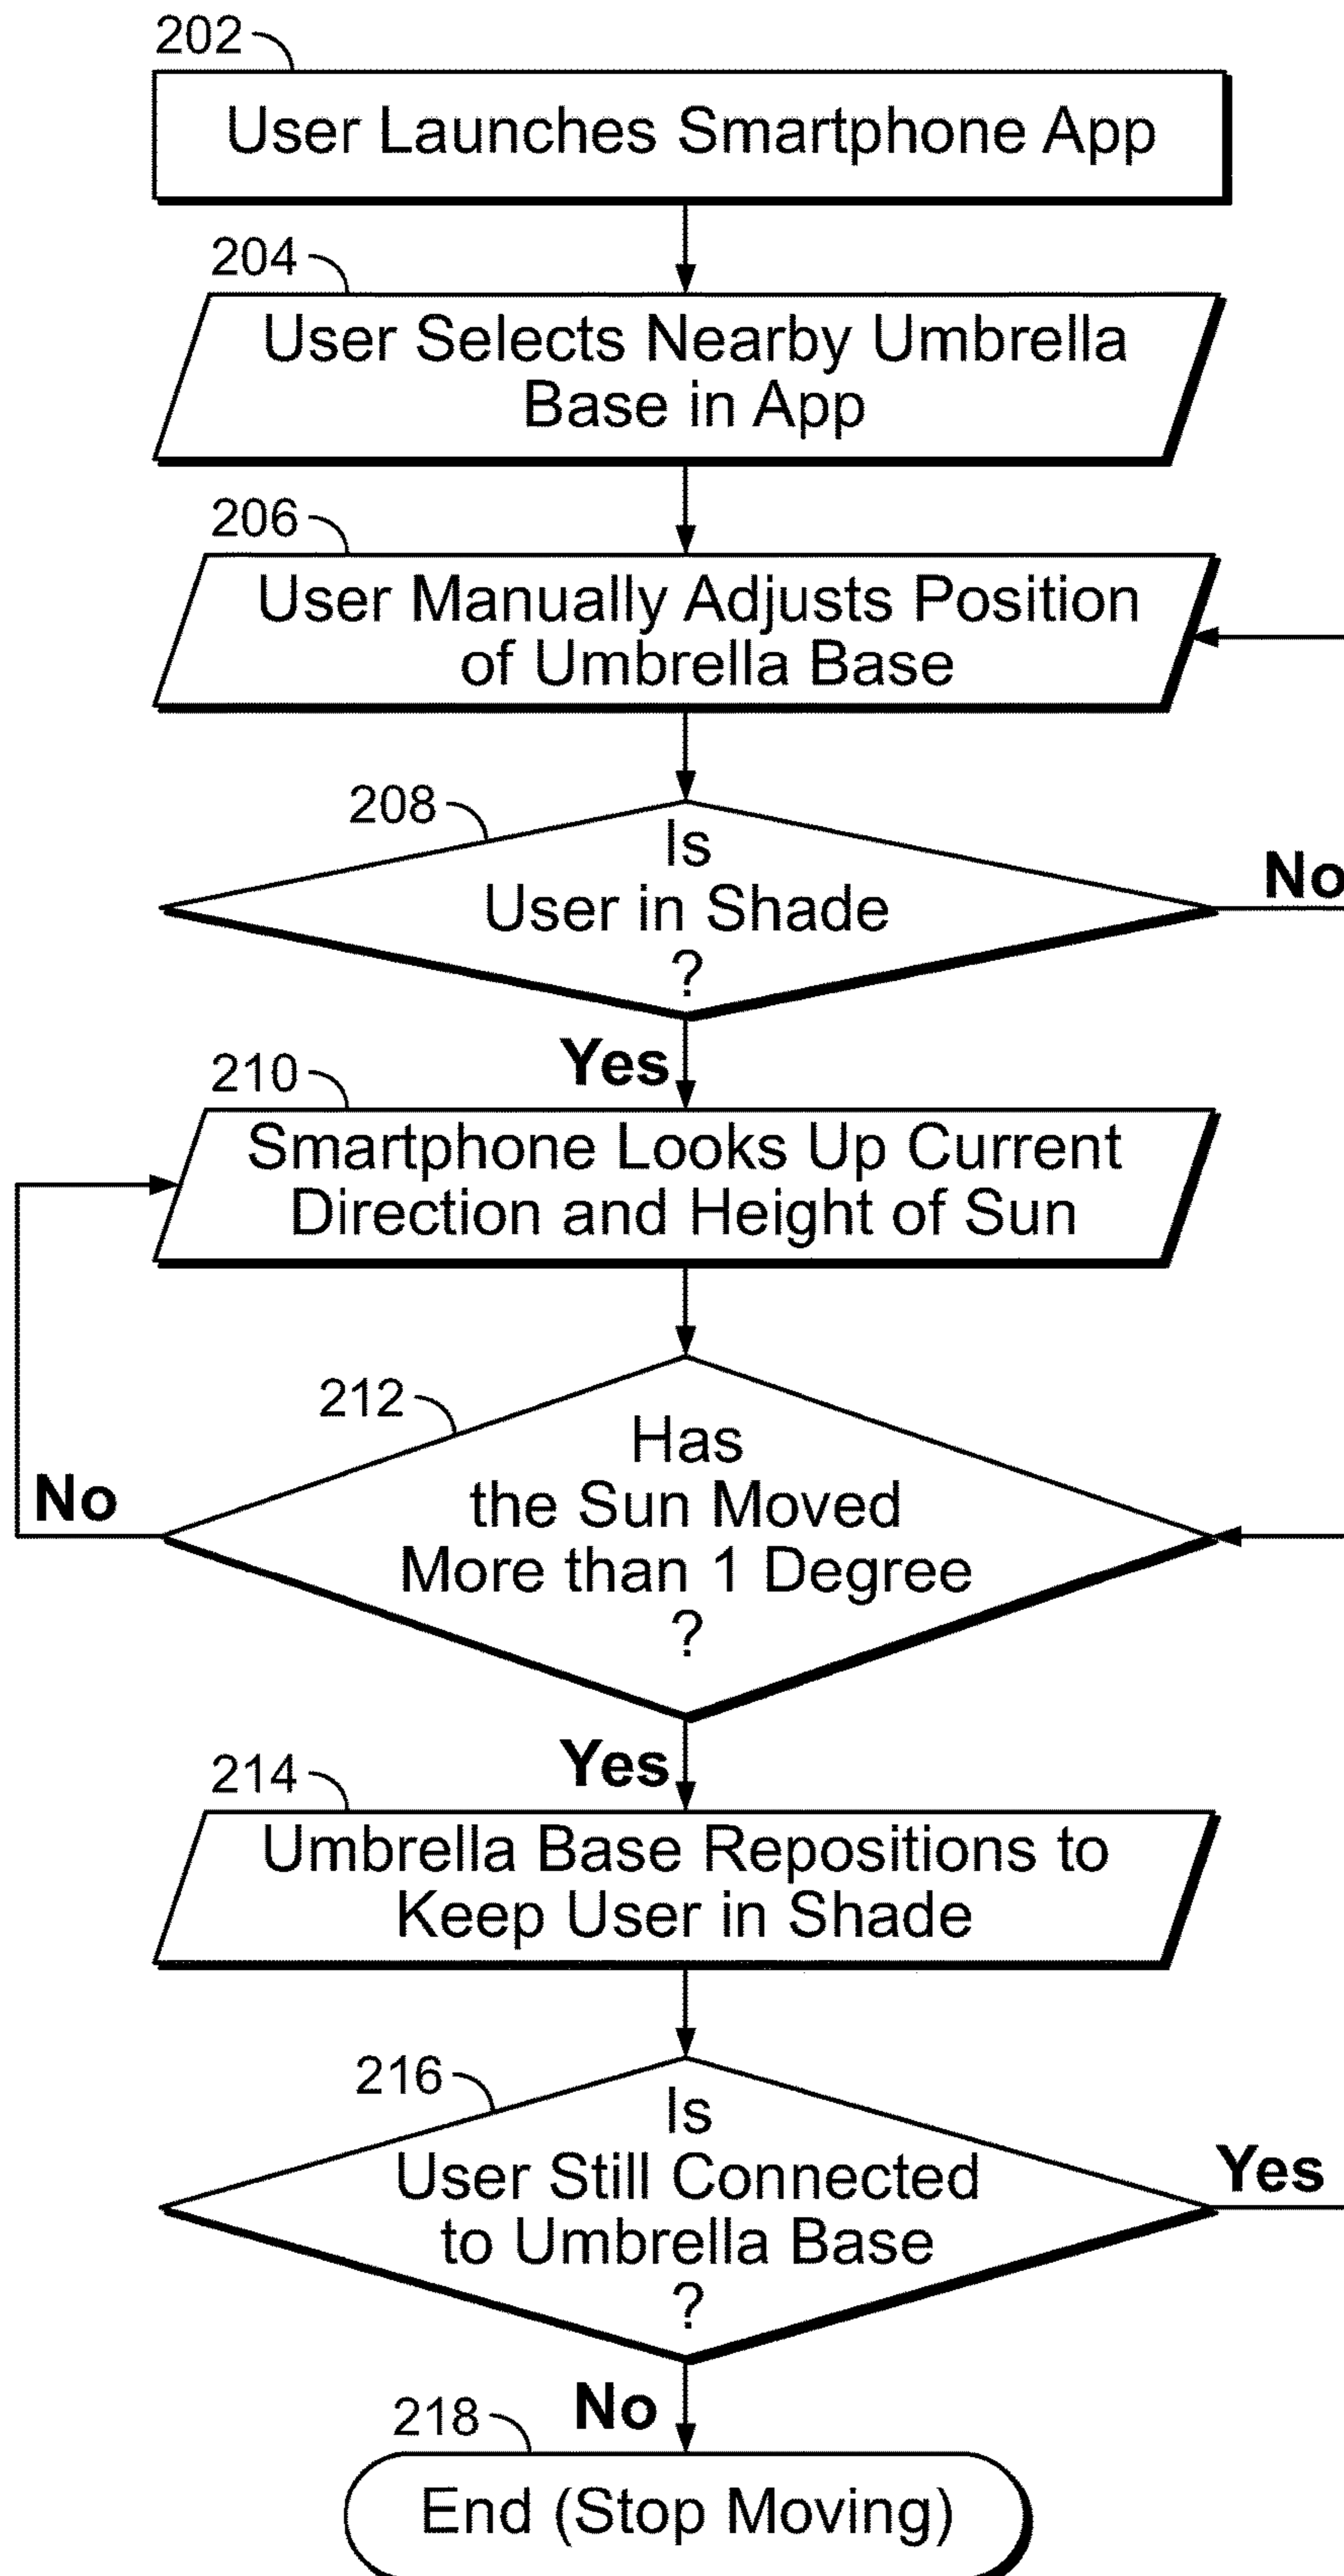 202
User Launches Smartphone App
204
User Selects Nearby Umbrella
Base in App
206
User Manually Adjusts Position
of Umbrella Base
208
Is
User in Shade
?
No
Yes
210
Smartphone Looks Up Current
Direction and Height of Sun
212
Has
the Sun Moved
More than 1 Degree
?
No
Yes
214
Umbrella Base Repositions to
Keep User in Shade
216
Is
User Still Connected
to Umbrella Base
?
Yes
No
218
End (Stop Moving)